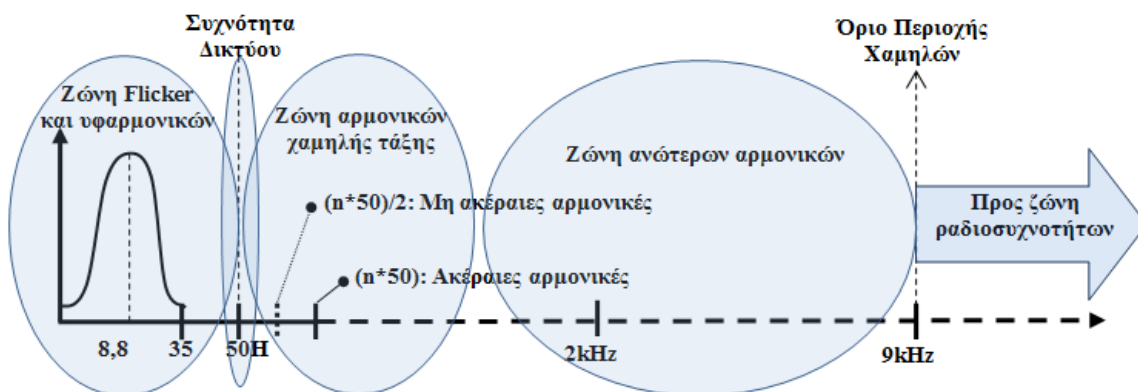 Συχνότητα
Δικτύου
Όριο Περιοχής
Χαμηλών
Ζώνη Flicker
και υφαρμονικών
Ζώνη αρμονικών
χαμηλής τάξης
Ζώνη ανώτερων αρμονικών
(n*50)/2: Μη ακέραιες αρμονικές
Προς ζώνη
ραδιοσυχνοτήτων
(n*50): Ακέραιες αρμονικές
8,8
35
50H
2kHz
9kHz